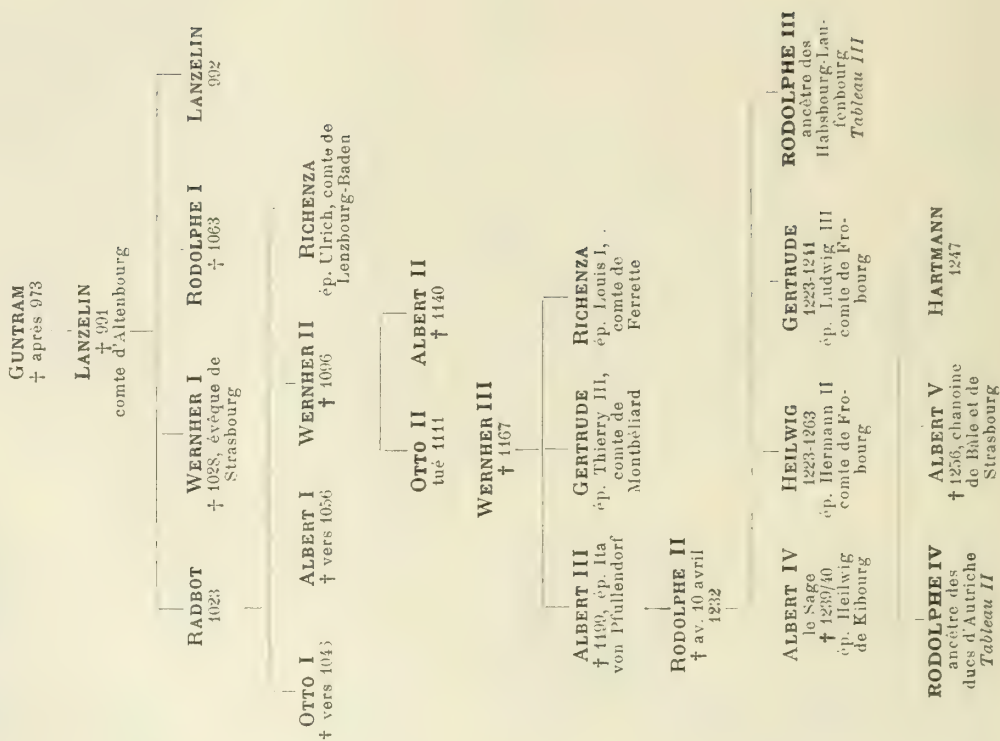 GUNTRAM
† après 973
LANZELIN
† 991
comte d'Altenbourg
RADBOT
1023
WERNHER I
† 1028, évêque de
Strasbourg
RODOLPHE I
† 1063
LANZELIN
992
OTTO I
† vers 1045
ALBERT I
† vers 1056
WERNHER II
† 1096
RICHENZA
ép. Ulrich, comte de
Lenzbourg-Baden
OTTO II
tué 1111
ALBERT II
† 1140
WERNHER III
† 1167
ALBERT III
† 1199, ép. Ita
von Pfullendorf
GERTRUDE
ép. Thierry III,
comte de
Montbéliard
RICHENZA
ép. Louis I,
comte de
Ferrette
RODOLPHE II
† av. 10 avril
1232
ALBERT IV
le Sage
† 1239/40
ép. Heilwig
de Kibourg
HEILWIG
1223-1263
ép. Hermann II
comte de Fro-
bourg
GERTRUDE
1223-1241
ép. Ludwig III
comte de Fro-
bourg
RODOLPHE III
ancètre des
Habsbourg-Lau-
fenbourg
Tableau III
RODOLPHE IV
ancètre des
ducs d'Autriche
Tableau II
ALBERT V
† 1256, chanoine
de Bâle et de
Strasbourg
HARTMANN
1247